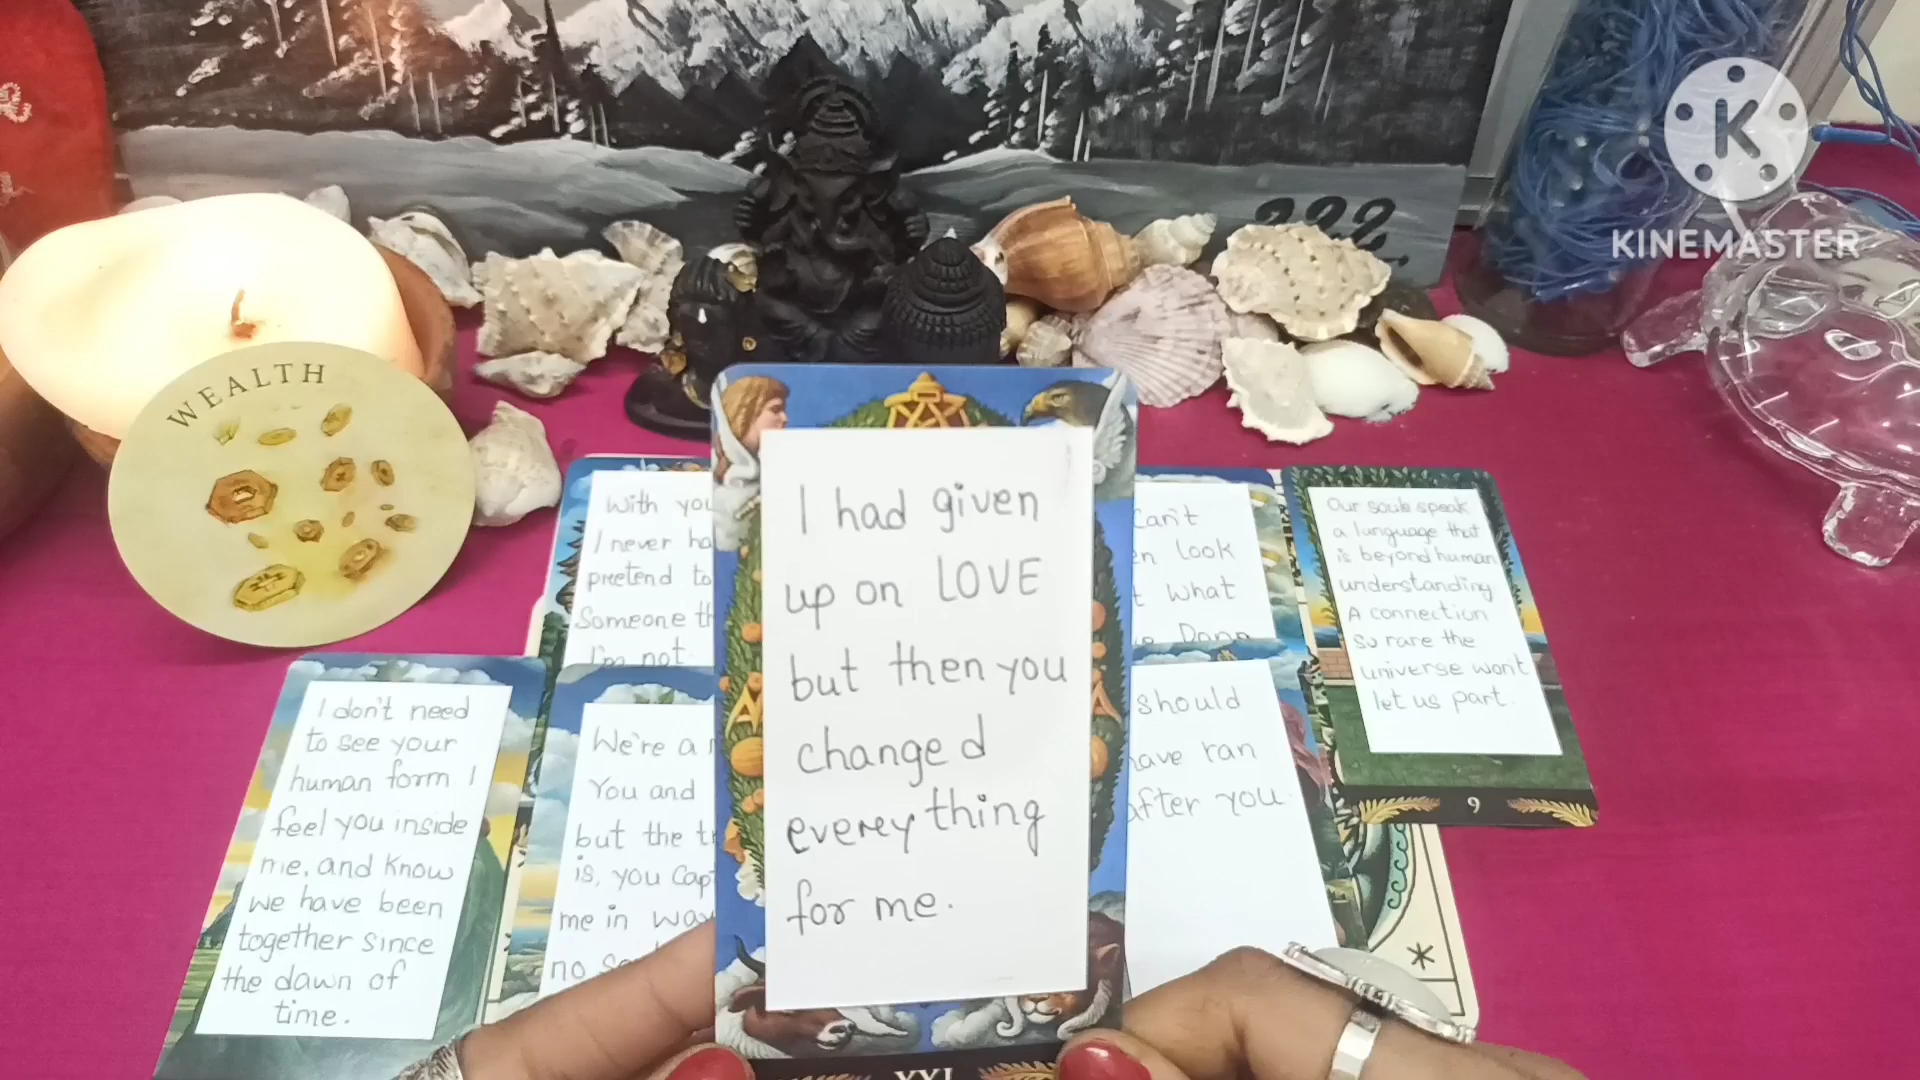 222
K
KINEMASTER
WEALTH
With you
I never
pretend to
Someone
I'm not.
I had given
up on LOVE
but then you
changed
everey thing
for me.
XXI
Can't
look
what
Done
Our souls speak
a language that
is beyond human
understanding
A connection
so rare the
universe wont
let us part.
9
I don't need
to see your
human form I
feel you inside
me, and know
we have been
together since
the dawn of
time.
We're a
You and
but the
is, you
me in
no
should
have ran
after you.